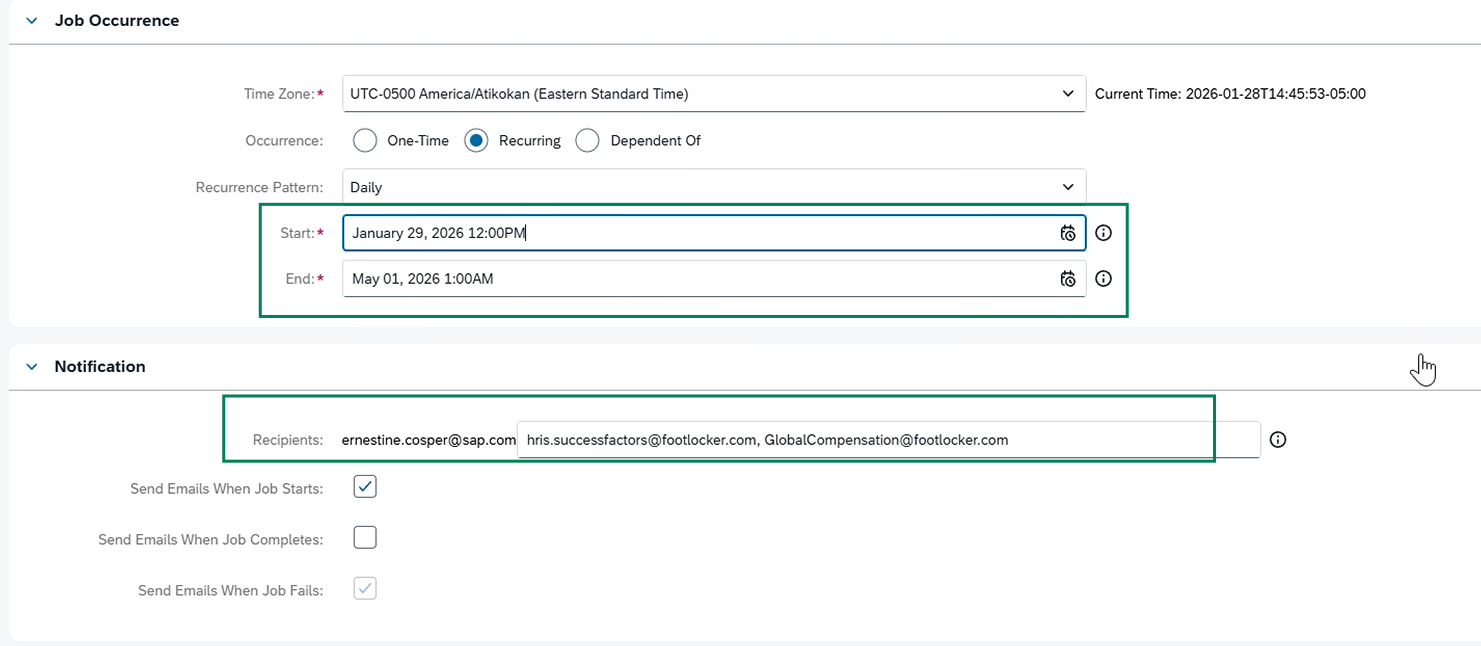 Job Occurrence
Time Zone:* UTC-0500 America/Atikokan (Eastern Standard Time) Current Time: 2026-01-28T14:45:53-05:00
Occurrence: One-Time Recurring Dependent Of
Recurrence Pattern: Daily
Start:* January 29, 2026 12:00PM
End:* May 01, 2026 1:00AM
Notification
Recipients: ernestine.cosper@sap.com hris.successfactors@footlocker.com, GlobalCompensation@footlocker.com
Send Emails When Job Starts:
Send Emails When Job Completes:
Send Emails When Job Fails: